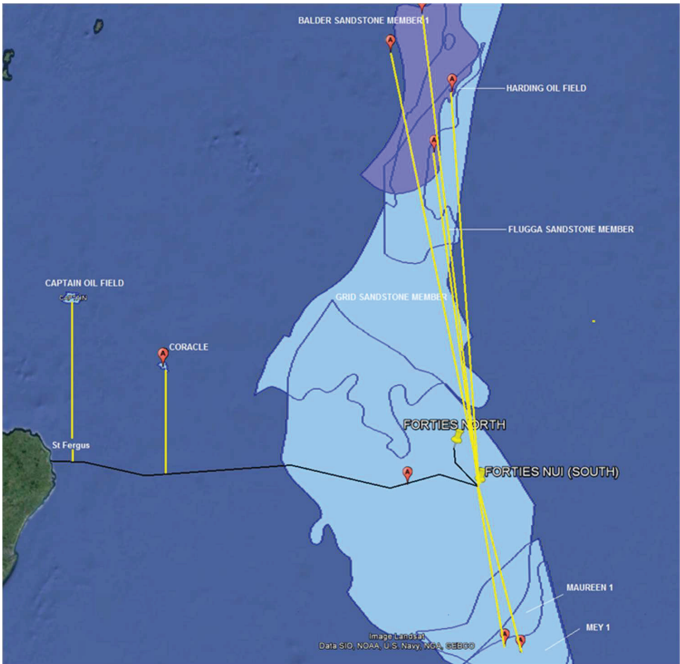 BALDER SANDSTONE MEMBER 1
A
A
HARDING OIL FIELD
A
FLUGGA SANDSTONE MEMBER
CAPTAIN OIL FIELD
GRID SANDSTONE MEMBER
A
CORACLE
FORTIES NORTH
St Fergus
A
FORTIES NUI (SOUTH)
MAUREEN 1
MEY 1
A
A
Image Landsat
Data SIO, NOAA, U.S. Navy, NGA, GEBCO